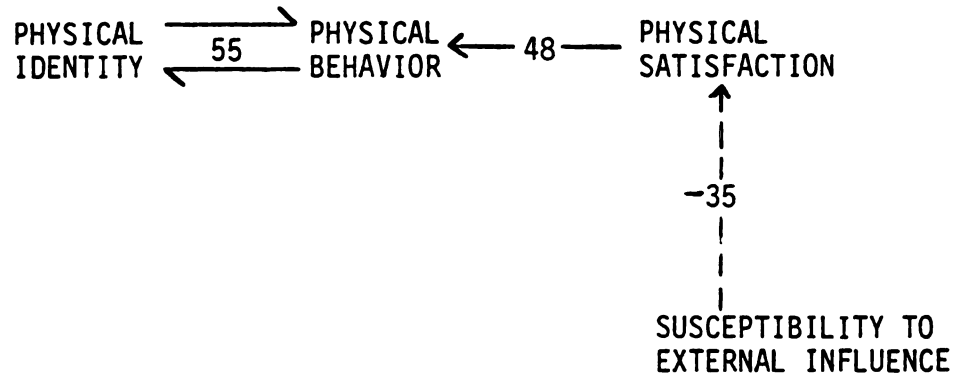 PHYSICAL
IDENTITY
55
PHYSICAL
BEHAVIOR
48
PHYSICAL
SATISFACTION
-35
SUSCEPTIBILITY TO
EXTERNAL INFLUENCE